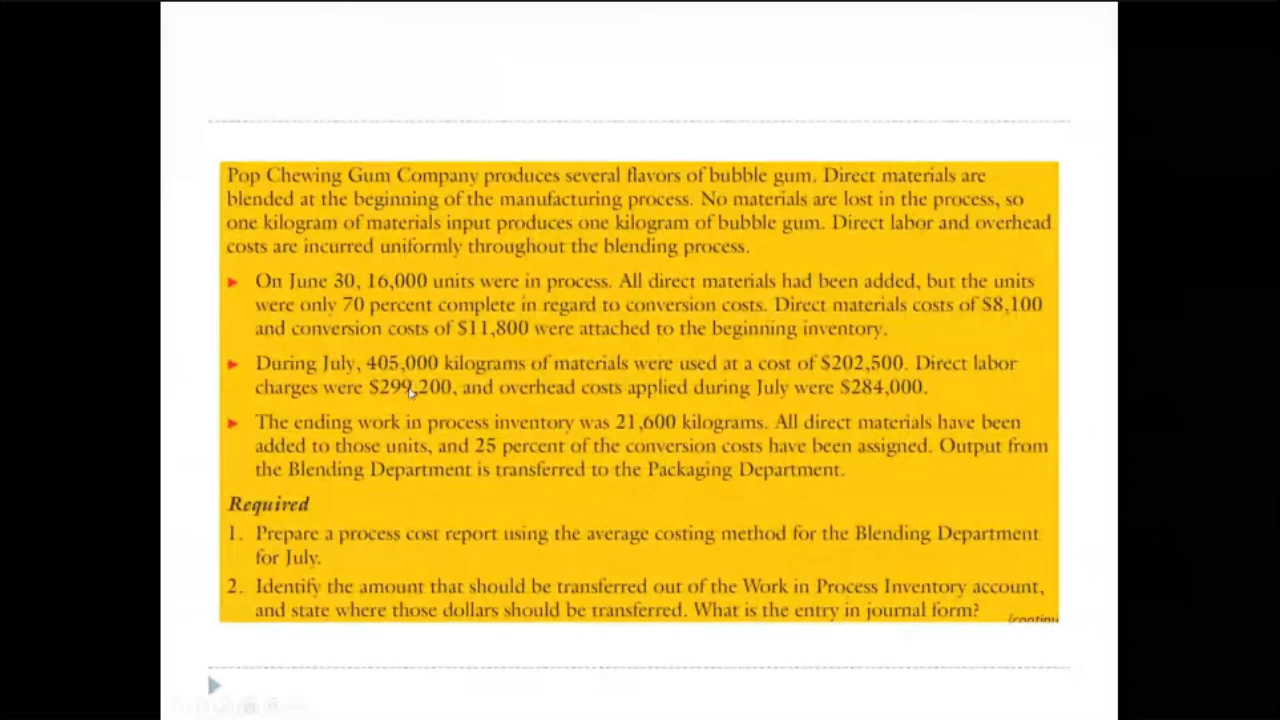 Pop Chewing Gum Company produces several flavors of bubble gum. Direct materials are
blended at the beginning of the manufacturing process. No materials are lost in the process, so
one kilogram of materials input produces one kilogram of bubble gum. Direct labor and overhead
costs are incurred uniformly throughout the blending process.
On June 30, 16,000 units were in process. All direct materials had been added, but the units
were only 70 percent complete in regard to conversion costs. Direct materials costs of $8,100
and conversion costs of $11,800 were attached to the beginning inventory.
During July, 405,000 kilograms of materials were used at a cost of $202,500. Direct labor
charges were $299,200, and overhead costs applied during July were $284,000.
The ending work in process inventory was 21,600 kilograms. All direct materials have been
added to those units, and 25 percent of the conversion costs have been assigned. Output from
the Blending Department is transferred to the Packaging Department.
Required
1. Prepare a process cost report using the average costing method for the Blending Department
for July.
2. Identify the amount that should be transferred out of the Work in Process Inventory account,
and state where those dollars should be transferred. What is the entry in journal form?